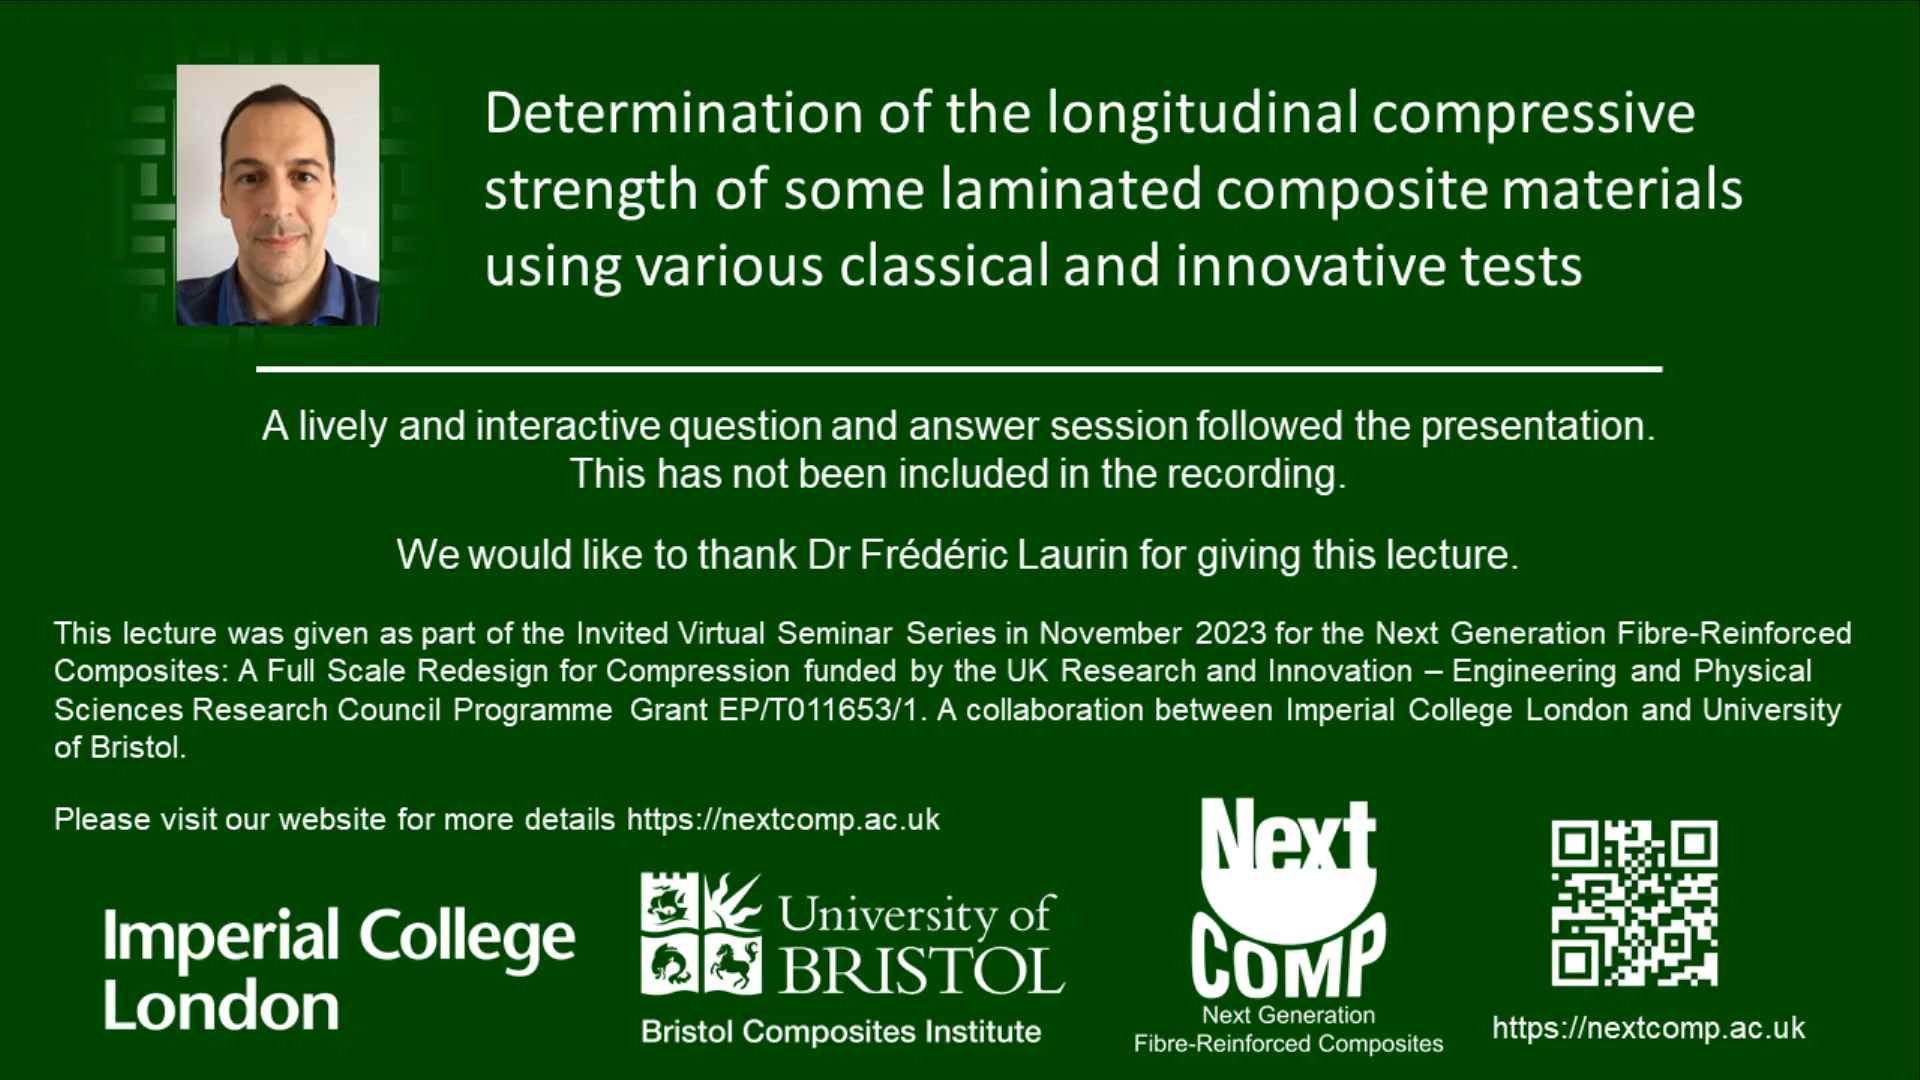 Determination of the longitudinal compressive
strength of some laminated composite materials
using various classical and innovative tests
A lively and interactive question and answer session followed the presentation.
This has not been included in the recording.
We would like to thank Dr Frédéric Laurin for giving this lecture.
This lecture was given as part of the Invited Virtual Seminar Series in November 2023 for the Next Generation Fibre-Reinforced
Composites: A Full Scale Redesign for Compression funded by the UK Research and Innovation – Engineering and Physical
Sciences Research Council Programme Grant EP/T011653/1. A collaboration between Imperial College London and University
of Bristol.
Please visit our website for more details https://nextcomp.ac.uk
Imperial College
London
University of
BRISTOL
Bristol Composites Institute
Next
COMP
Next Generation
Fibre-Reinforced Composites
https://nextcomp.ac.uk